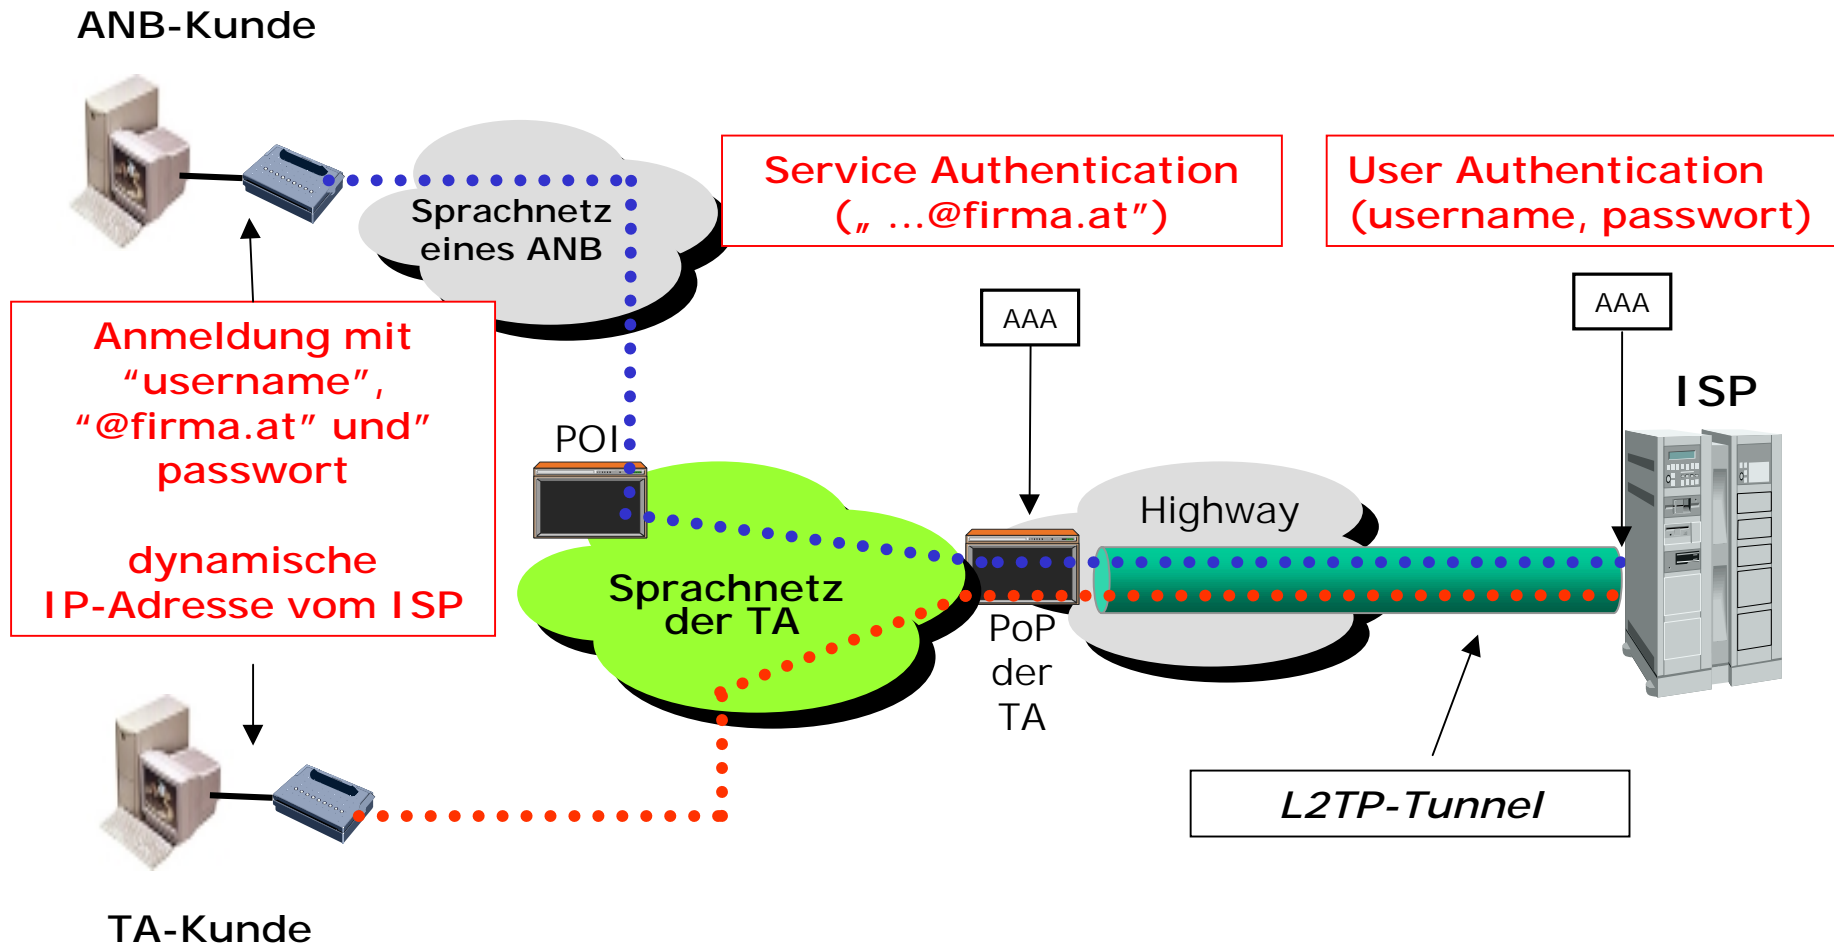 ANB-Kunde
Sprachnetz
eines ANB
Service Authentication
(„ ...@firma.at”)
User Authentication
(username, passwort)
AAA
AAA
Anmeldung mit
“username”,
“@firma.at” und”
passwort
dynamische
IP-Adresse vom ISP
ISP
POI
Highway
Sprachnetz
der TA
PoP
der
TA
L2TP-Tunnel
TA-Kunde